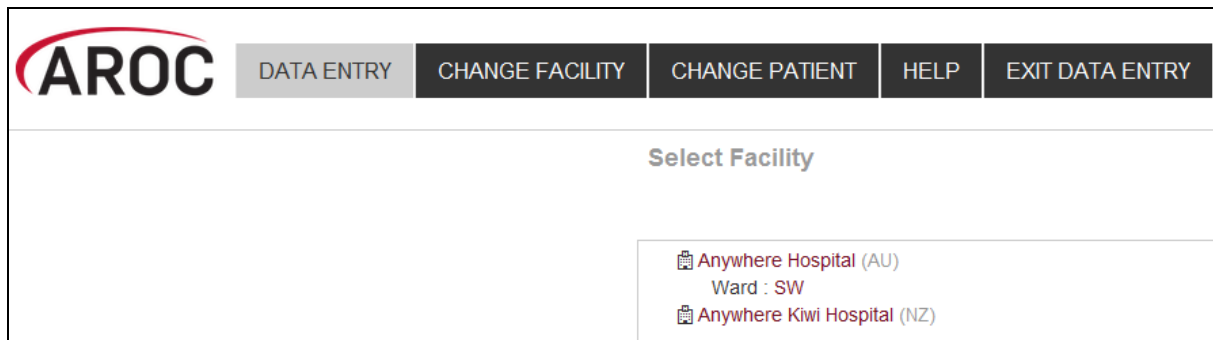 AROC DATA ENTRY CHANGE FACILITY CHANGE PATIENT HELP EXIT DATA ENTRY
Select Facility
Anywhere Hospital (AU)
Ward : SW
Anywhere Kiwi Hospital (NZ)